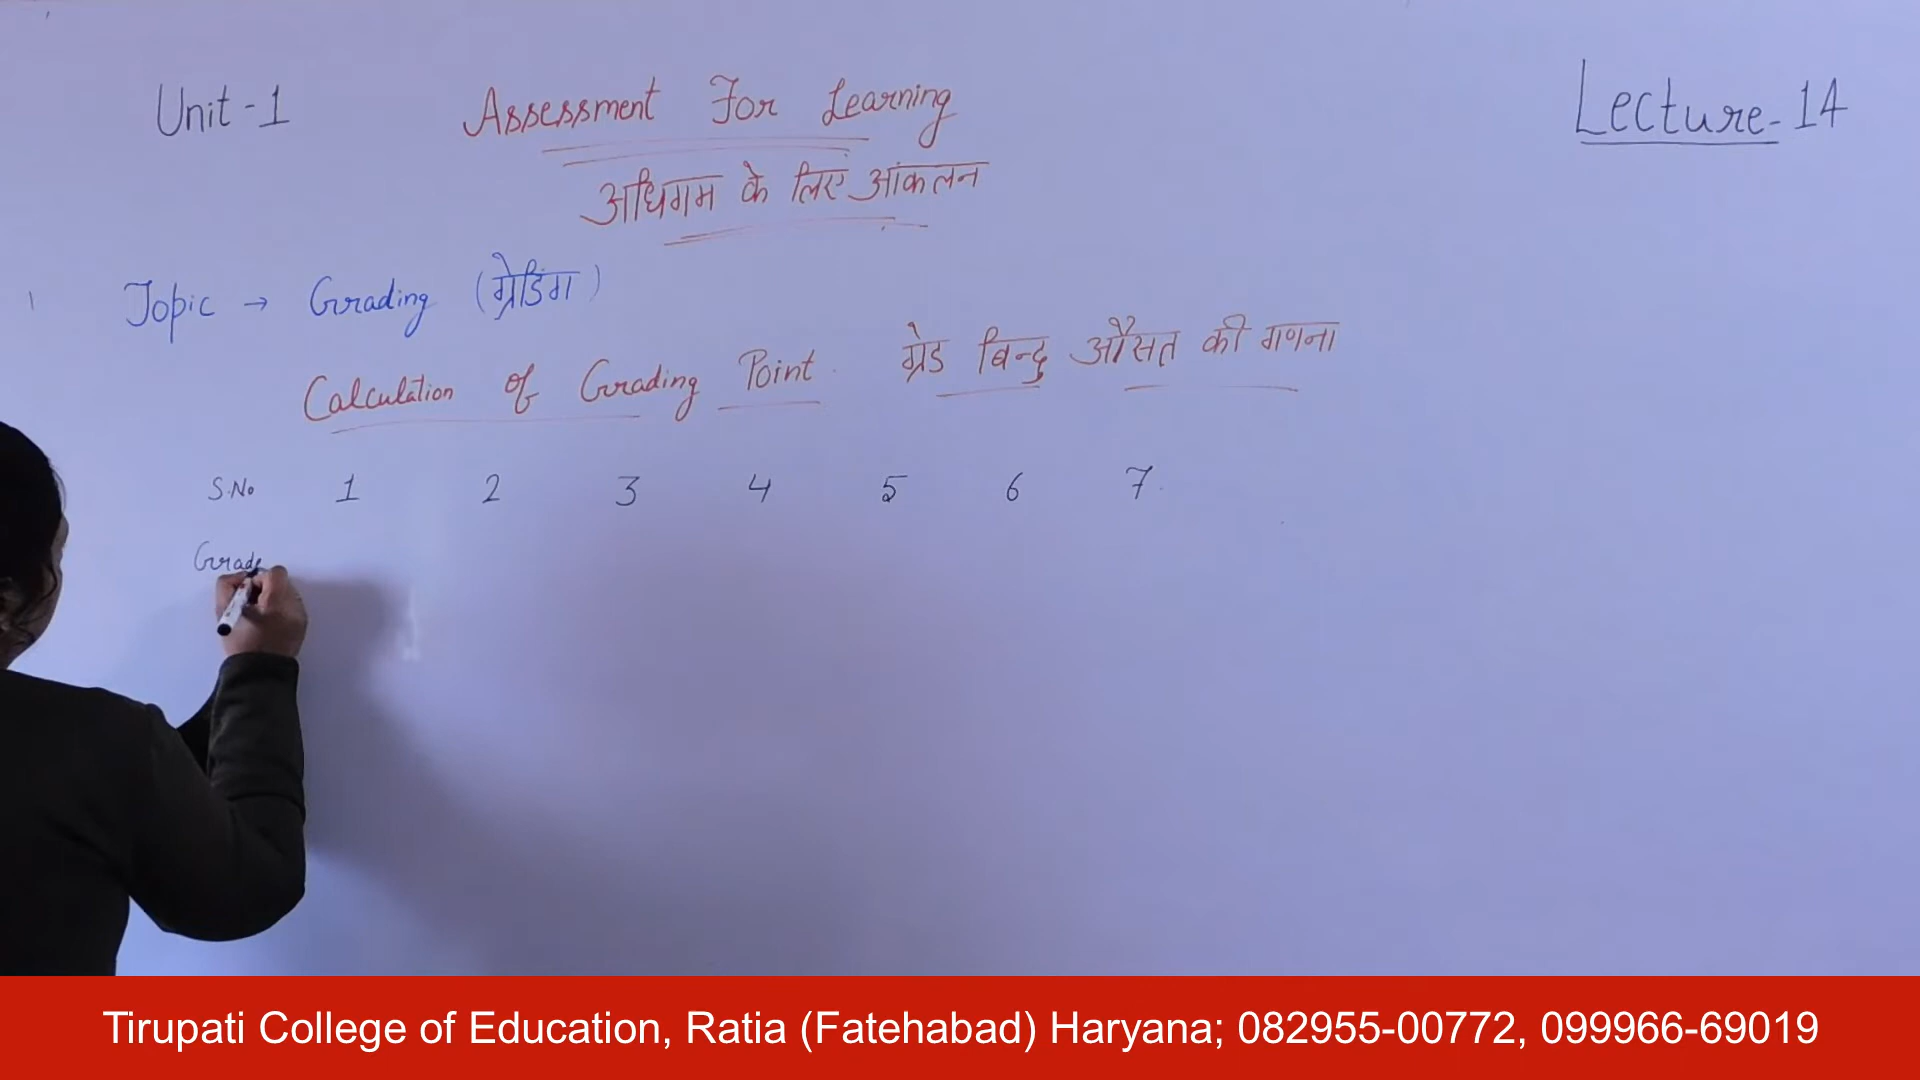 Unit-1 Assessment For Learning Lecture-14
अधिगम के लिए आंकलन
Topic → Grading (ग्रेडिंग)
Calculation of Grading Point. ग्रेड बिन्दु औसत की गणना
S.No 1 2 3 4 5 6 7
Grade
Tirupati College of Education, Ratia (Fatehabad) Haryana; 082955-00772, 099966-69019